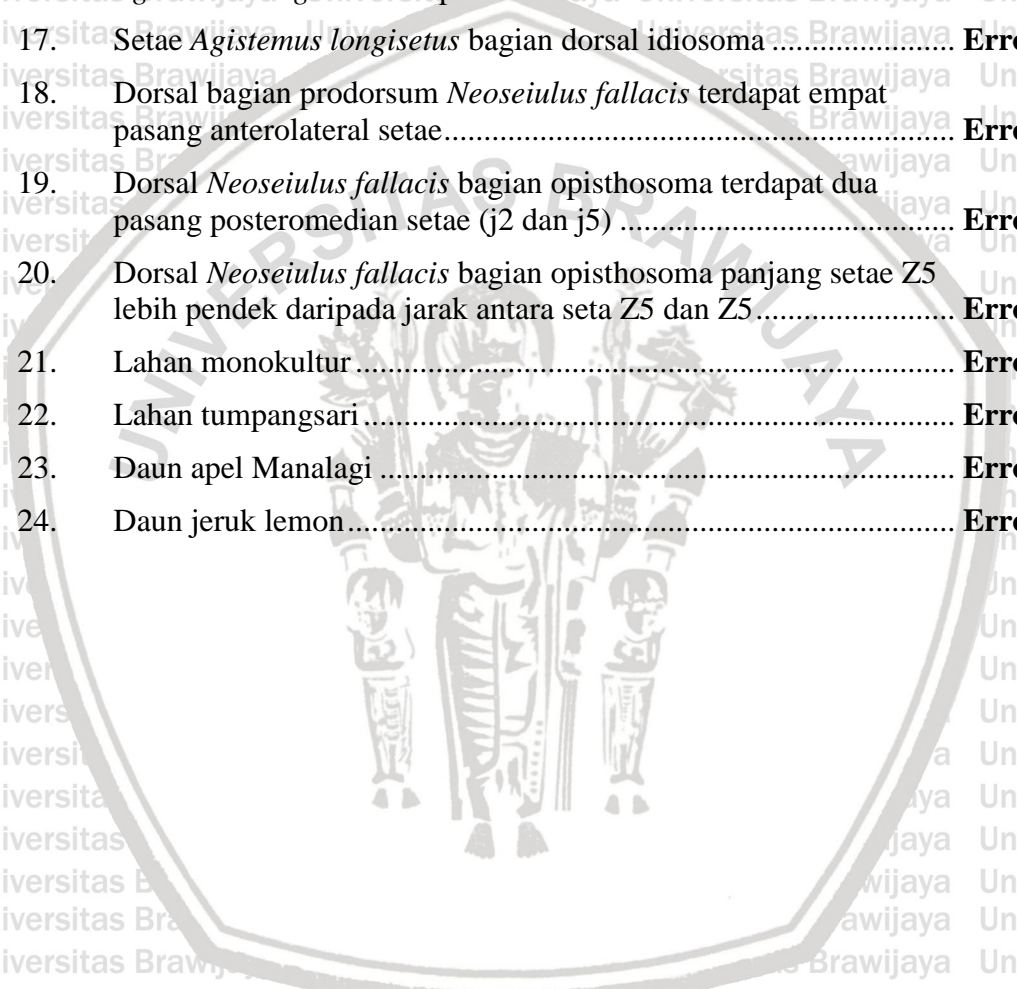 17. Setae Agistemus longisetus bagian dorsal idiosoma ..................... Erro
18. Dorsal bagian prodorsum Neoseiulus fallacis terdapat empat
pasang anterolateral setae................................................................ Erro
19. Dorsal Neoseiulus fallacis bagian opisthosoma terdapat dua
pasang posteromedian setae (j2 dan j5) ......................................... Erro
20. Dorsal Neoseiulus fallacis bagian opisthosoma panjang setae Z5
lebih pendek daripada jarak antara seta Z5 dan Z5........................ Erro
21. Lahan monokultur........................................................................... Erro
22. Lahan tumpangsari.......................................................................... Erro
23. Daun apel Manalagi ........................................................................ Erro
24. Daun jeruk lemon............................................................................ Erro
UNIVERSITAS BRAWIJAYA